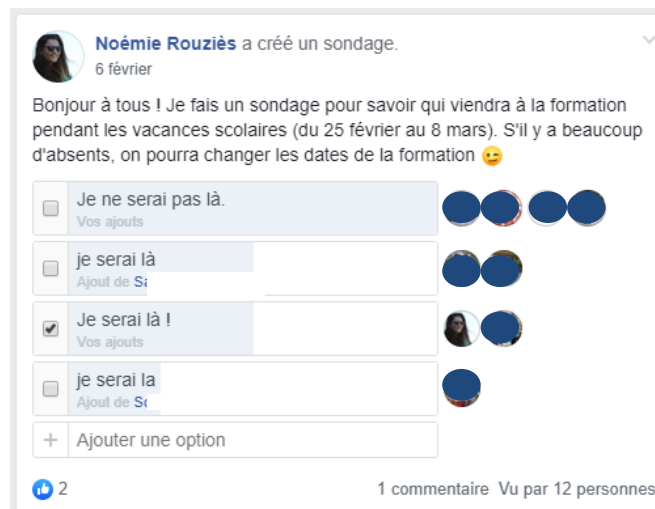 Noémie Rouziès a créé un sondage.
6 février
Bonjour à tous ! Je fais un sondage pour savoir qui viendra à la formation
pendant les vacances scolaires (du 25 février au 8 mars). S'il y a beaucoup
d'absents, on pourra changer les dates de la formation 😉
Je ne serai pas là.
Vos ajouts
je serai là
Ajout de
Je serai là !
Vos ajouts
je serai la
Ajout de
+ Ajouter une option
2
1 commentaire Vu par 12 personnes